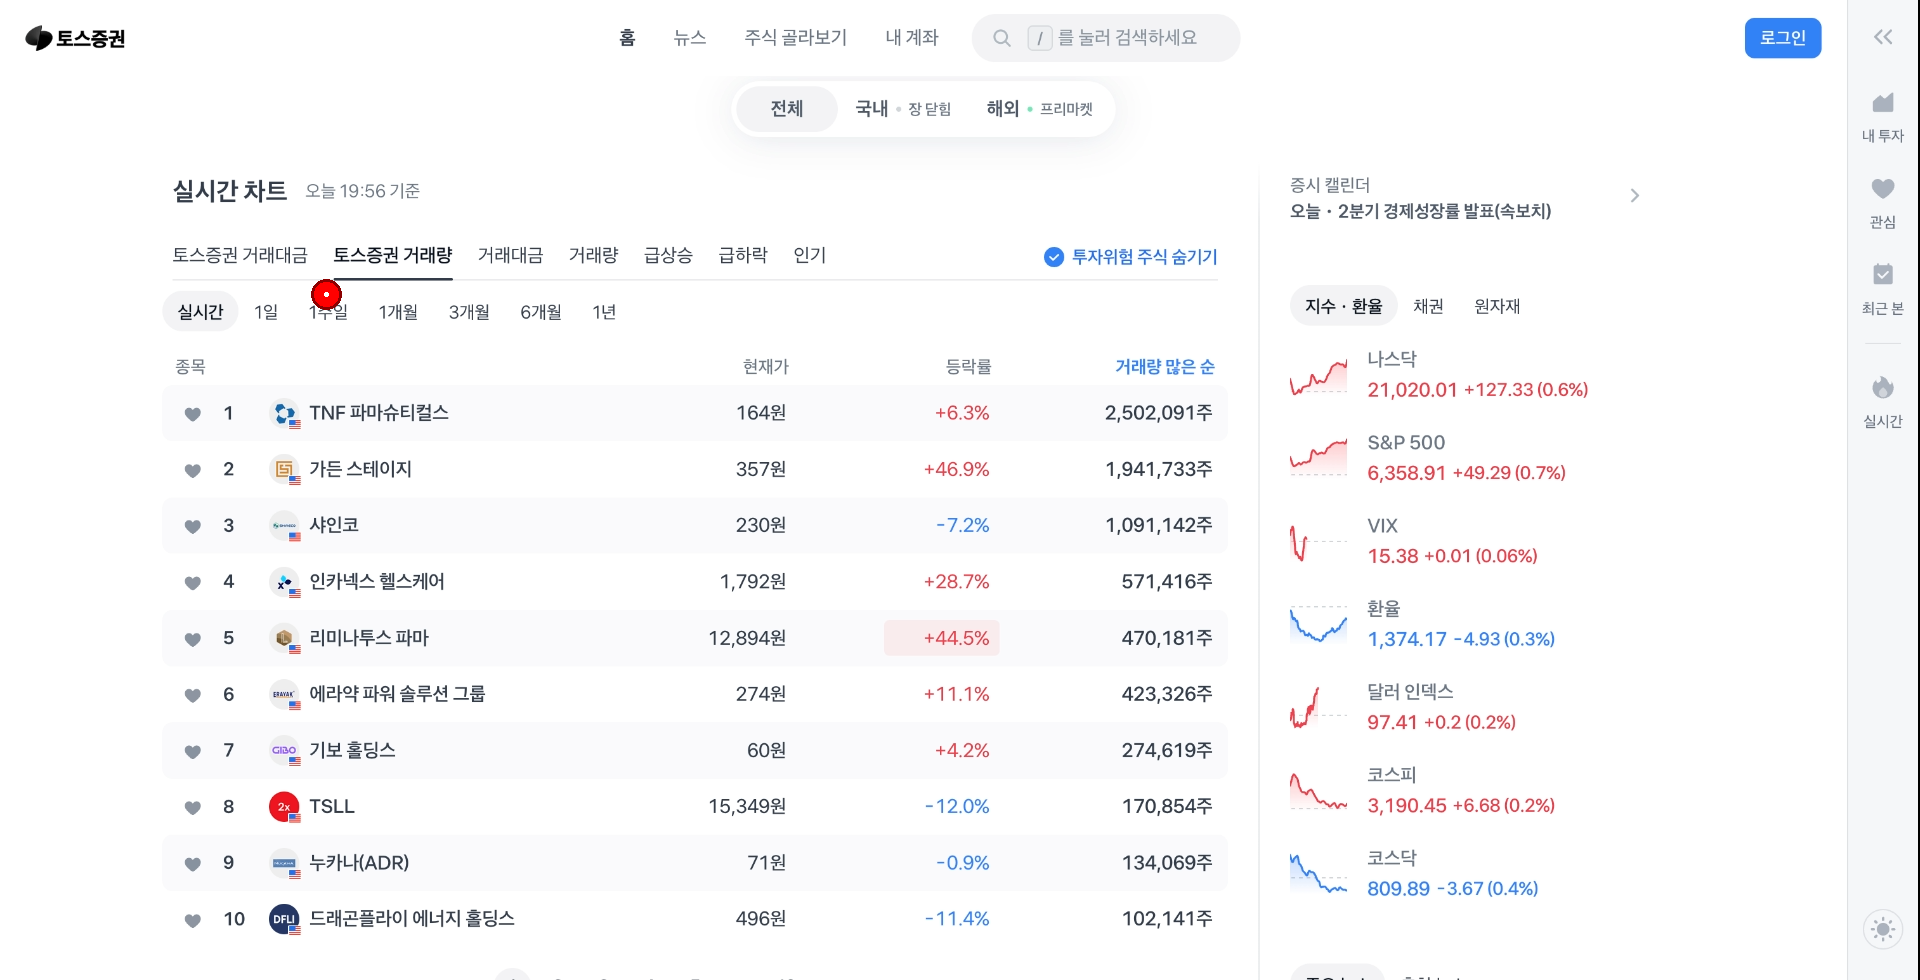 토스증권
홈 뉴스 주식 골라보기 내 계좌 / 를 눌러 검색하세요 로그인
전체 국내 장 닫힘 해외 프리마켓
실시간 차트 오늘 19:56 기준
토스증권 거래대금 토스증권 거래량 거래대금 거래량 급상승 급하락 인기 투자위험 주식 숨기기
실시간 1일 1주일 1개월 3개월 6개월 1년
종목 현재가 등락률 거래량 많은 순
1 TNF 파마슈티컬스 164원 +6.3% 2,502,091주
2 가든 스테이지 357원 +46.9% 1,941,733주
3 샤인코 230원 -7.2% 1,091,142주
4 인카넥스 헬스케어 1,792원 +28.7% 571,416주
5 리미나투스 파마 12,894원 +44.5% 470,181주
6 ERAYAK 에라약 파워 솔루션 그룹 274원 +11.1% 423,326주
7 GIBO 기보 홀딩스 60원 +4.2% 274,619주
8 2x TSLL 15,349원 -12.0% 170,854주
9 누카나(ADR) 71원 -0.9% 134,069주
10 DFLI 드래곤플라이 에너지 홀딩스 496원 -11.4% 102,141주
증시 캘린더
오늘 · 2분기 경제성장률 발표(속보치)
지수 · 환율 채권 원자재
나스닥
21,020.01 +127.33 (0.6%)
S&P 500
6,358.91 +49.29 (0.7%)
VIX
15.38 +0.01 (0.06%)
환율
1,374.17 -4.93 (0.3%)
달러 인덱스
97.41 +0.2 (0.2%)
코스피
3,190.45 +6.68 (0.2%)
코스닥
809.89 -3.67 (0.4%)
내 투자
관심
최근 본
실시간